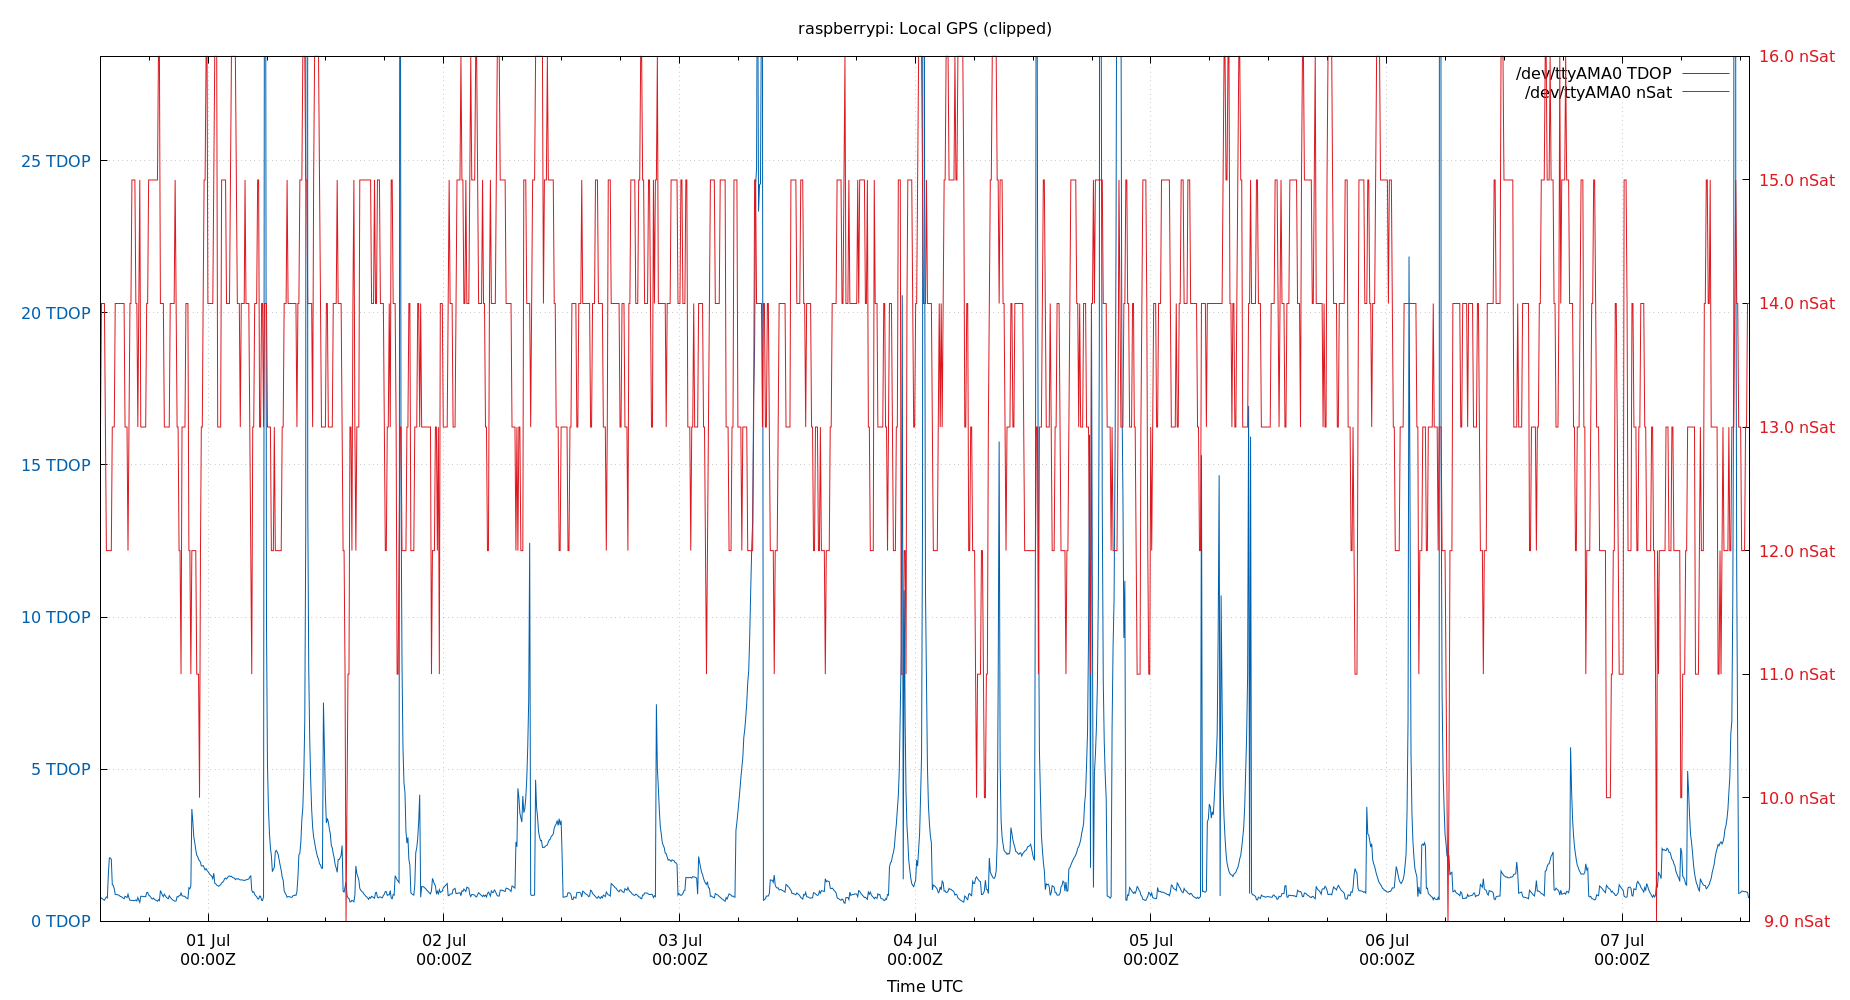 raspberrypi: Local GPS (clipped)
/dev/ttyAMA0 TDOP
/dev/ttyAMA0 nSat
25 TDOP
20 TDOP
15 TDOP
10 TDOP
5 TDOP
0 TDOP
16.0 nSat
15.0 nSat
14.0 nSat
13.0 nSat
12.0 nSat
11.0 nSat
10.0 nSat
9.0 nSat
01 Jul 02 Jul 03 Jul 04 Jul 05 Jul 06 Jul 07 Jul
00:00Z 00:00Z 00:00Z 00:00Z 00:00Z 00:00Z 00:00Z
Time UTC